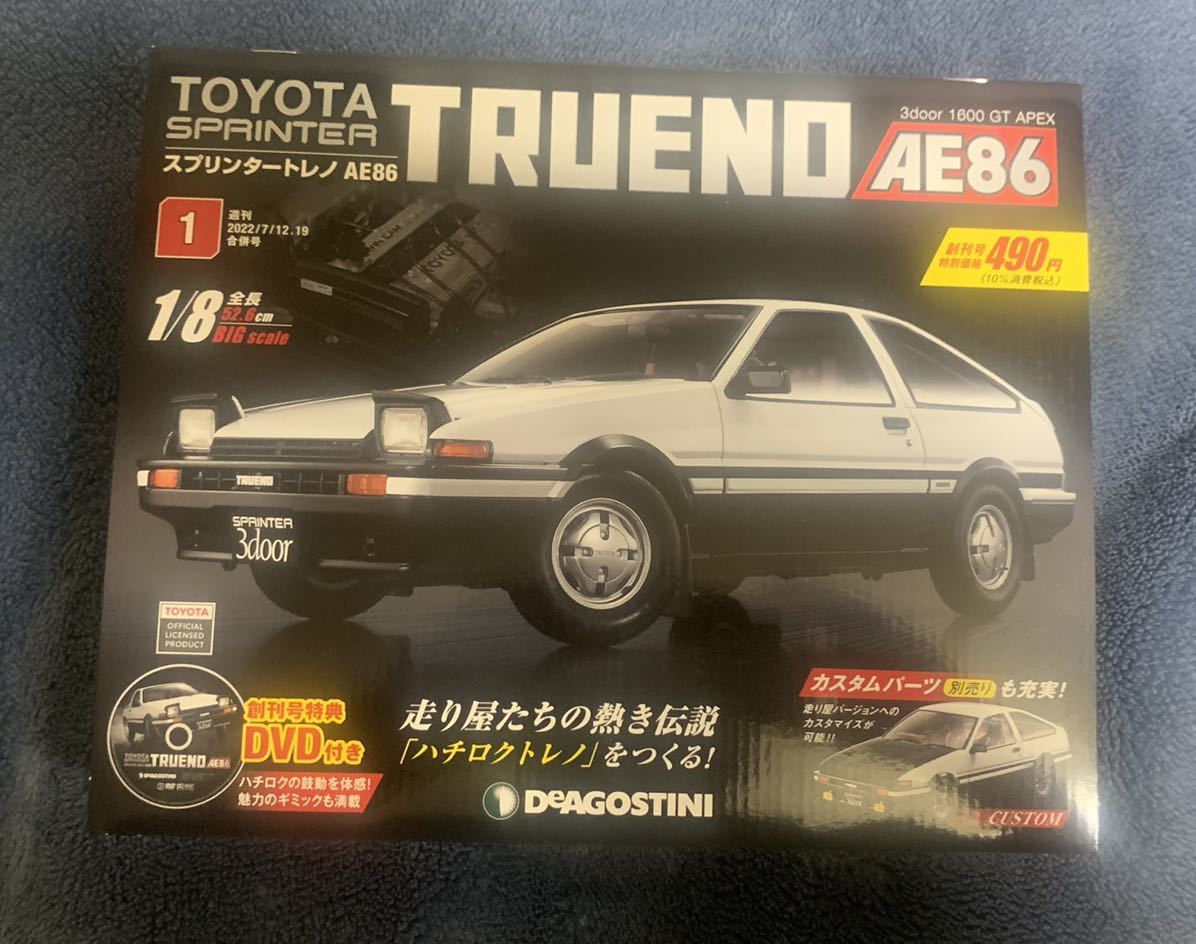 TOYOTA
SPRINTER
TRUENO
3door 1600 GT APEX
AE86
スプリンタートレノ AE86
1
週刊
2022/7/12.19
合併号
TOYOTA
創刊号
特別価格
490円
(10%消費税込)
1/8
全長
52.6cm
BIG scale
TRUENO
SPRINTER
3door
TOYOTA
TOYOTA
OFFICIAL
LICENSED
PRODUCT
TRUENO AE86
DeAGOSTINI
創刊号特典
DVD付き
ハチロクの鼓動を体感!
魅力のギミックも満載
走り屋たちの熱き伝説
「ハチロクトレノ」をつくる!
DeAGOSTINI
カスタムパーツ 別売り も充実!
走り屋バージョンへの
カスタマイズが
可能!!
CUSTOM